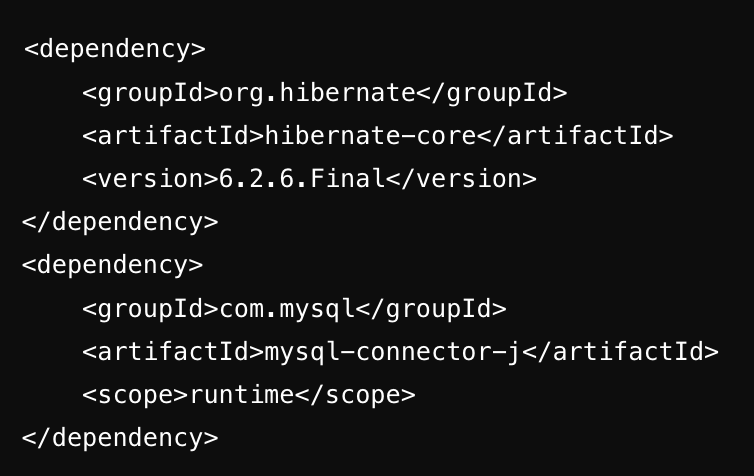 <dependency>
    <groupId>org.hibernate</groupId>
    <artifactId>hibernate-core</artifactId>
    <version>6.2.6.Final</version>
</dependency>
<dependency>
    <groupId>com.mysql</groupId>
    <artifactId>mysql-connector-j</artifactId>
    <scope>runtime</scope>
</dependency>